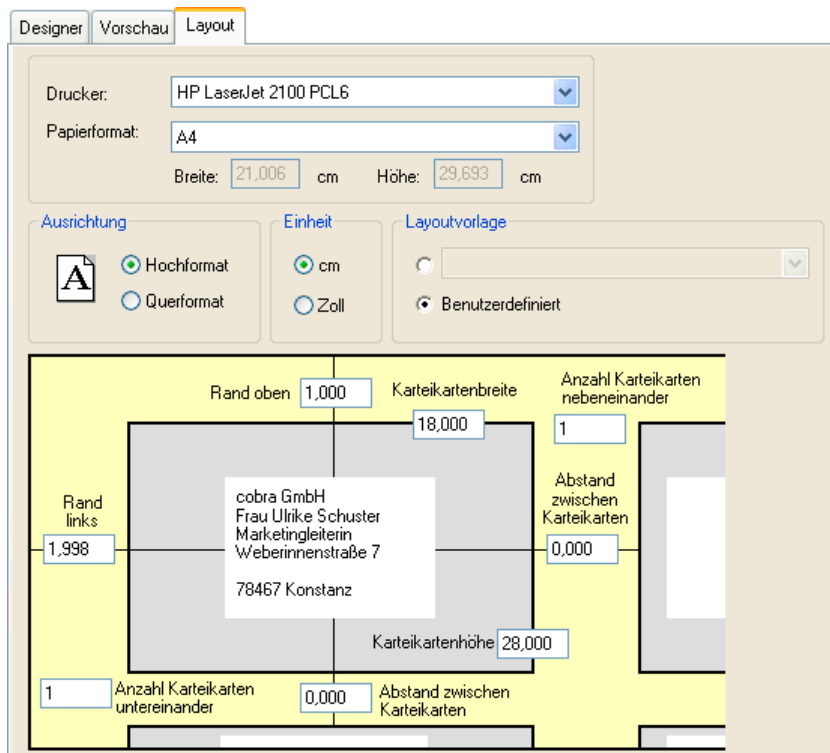 Designer Vorschau Layout
Drucker: HP LaserJet 2100 PCL6
Papierformat: A4
Breite: 21,006 cm Höhe: 29,693 cm
Ausrichtung
A
Hochformat
Querformat
Einheit
cm
Zoll
Layoutvorlage
Benutzerdefiniert
Rand oben 1,000
Karteikartenbreite
18,000
Anzahl Karteikarten
nebeneinander
1
Rand
links
1,998
cobra GmbH
Frau Ulrike Schuster
Marketingleiterin
Weberinnenstraße 7
78467 Konstanz
Abstand
zwischen
Karteikarten
0,000
Karteikartenhöhe 28,000
1
Anzahl Karteikarten
untereinander
0,000
Abstand zwischen
Karteikarten